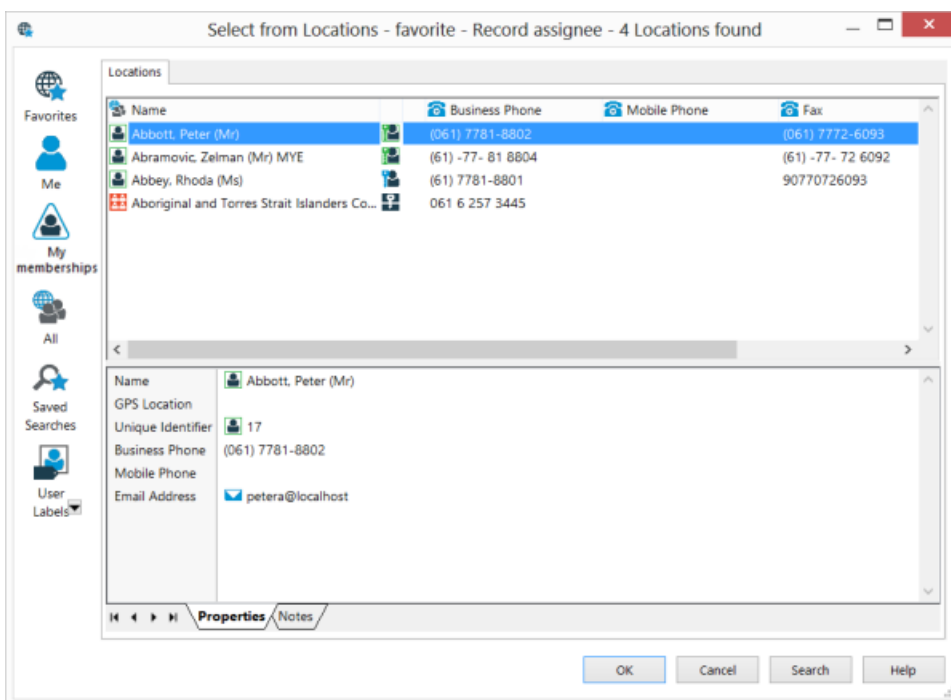 Select from Locations - favorite - Record assignee - 4 Locations found
Favorites
Me
My
memberships
All
Saved
Searches
User
Labels
Locations
Name Business Phone Mobile Phone Fax
Abbott, Peter (Mr) (061) 7781-8802 (061) 7772-6093
Abramovic, Zelman (Mr) MYE (61) -77- 81 8804 (61) -77- 72 6092
Abbey, Rhoda (Ms) (61) 7781-8801 90770726093
Aboriginal and Torres Strait Islanders Co... 061 6 257 3445
Name Abbott, Peter (Mr)
GPS Location
Unique Identifier 17
Business Phone (061) 7781-8802
Mobile Phone
Email Address petera@localhost
Properties Notes
OK Cancel Search Help